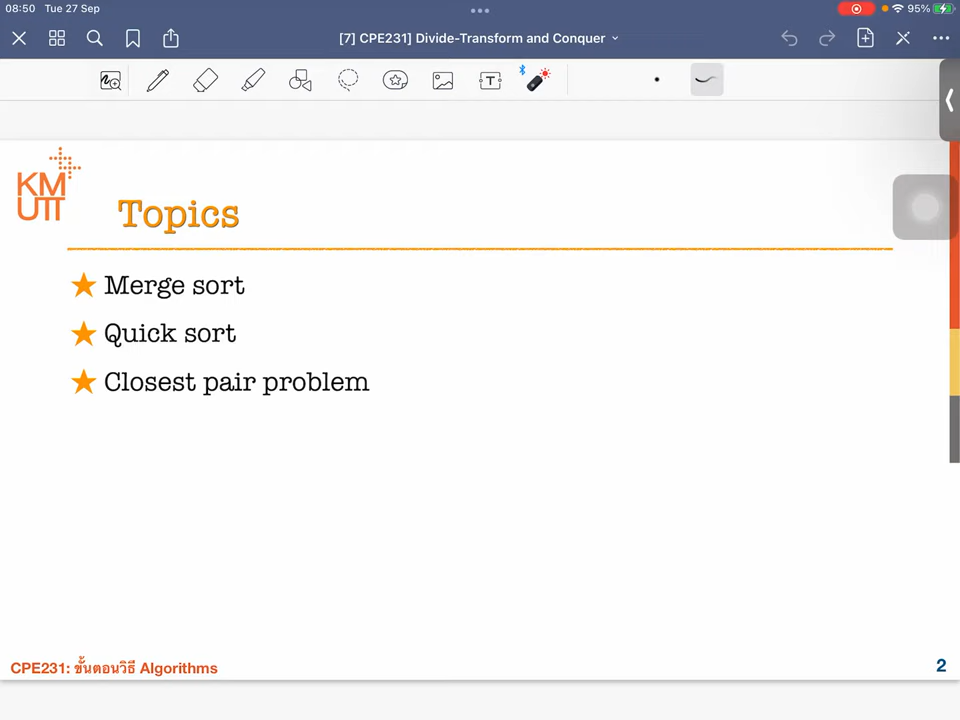 08:50 Tue 27 Sep 95%
[7] CPE231] Divide-Transform and Conquer
T
KM
UTT
Topics
★ Merge sort
★ Quick sort
★ Closest pair problem
CPE231: ขั้นตอนวิธี Algorithms
2